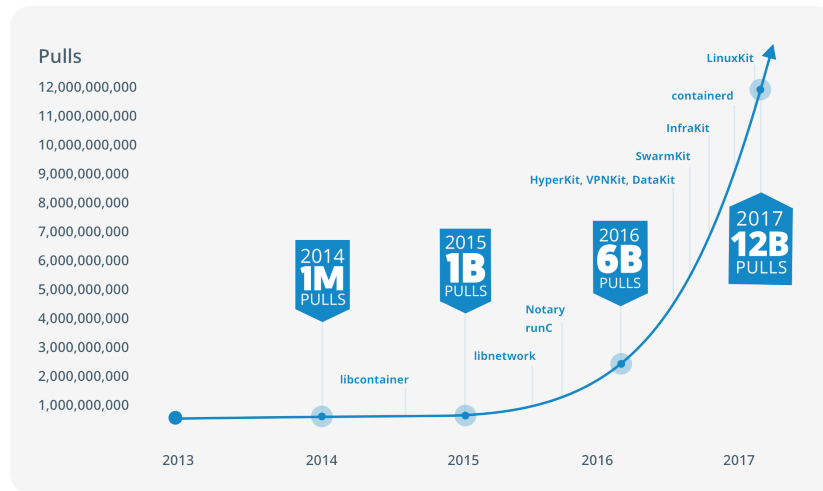 Pulls
12,000,000,000
11,000,000,000
10,000,000,000
9,000,000,000
8,000,000,000
7,000,000,000
6,000,000,000
5,000,000,000
4,000,000,000
3,000,000,000
2,000,000,000
1,000,000,000
2014
1M
PULLS
libcontainer
2015
1B
PULLS
libnetwork
Notary
runC
2016
6B
PULLS
HyperKit, VPNKit, DataKit
SwarmKit
InfraKit
containerd
LinuxKit
2017
12B
PULLS
2013
2014
2015
2016
2017